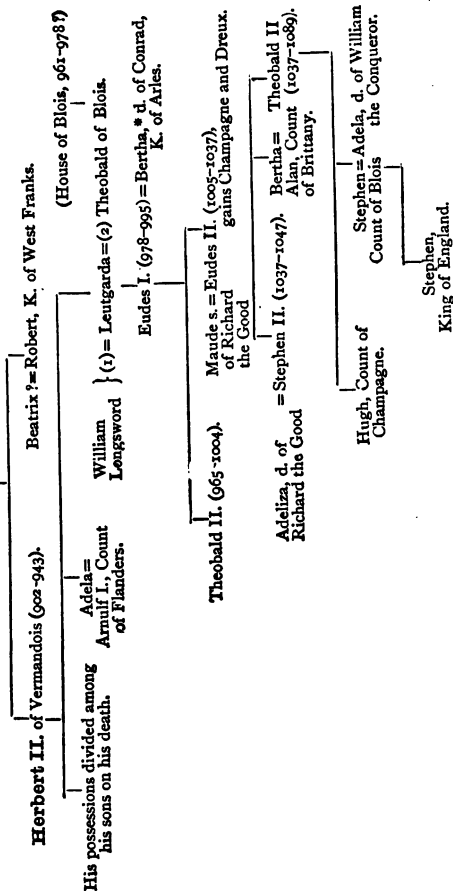 Herbert II. of Vermandois (902-943).
Beatrix ?=Robert, K. of West Franks.
(House of Blois, 961-978?)
His possessions divided among
his sons on his death.
Adela=
Arnulf I., Count
of Flanders.
William
Longsword
} (1)= Leutgarda=(2) Theobald of Blois.
Eudes I. (978-995) = Bertha,* d. of Conrad,
K. of Arles.
Theobald II. (965-1004).
Maude s. = Eudes II. (1005-1037),
of Richard gains Champagne and Dreux.
the Good
Adeliza, d. of = Stephen II. (1037-1047).
Richard the Good
Bertha=
Alan, Count
of Brittany.
Theobald II
(1037-1089).
Hugh, Count of
Champagne.
Stephen = Adela, d. of William
Count of Blois the Conqueror.
Stephen,
King of England.